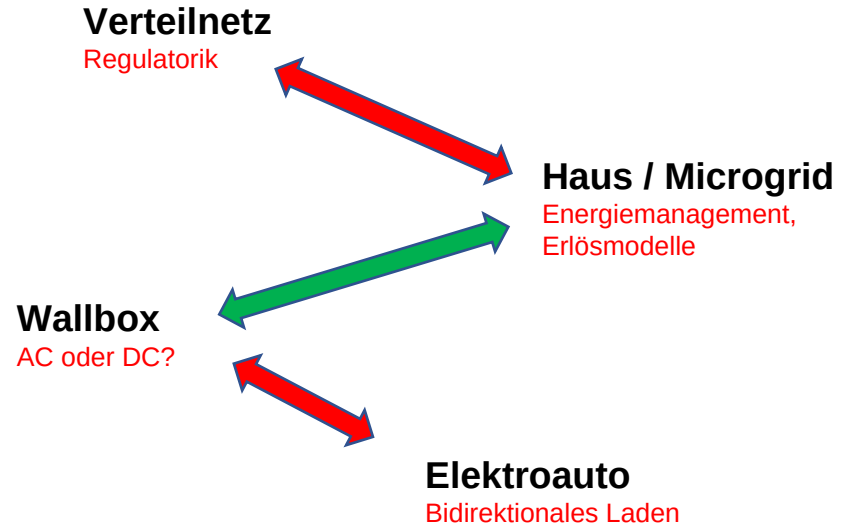 Verteilnetz
Regulatorik
Haus / Microgrid
Energiemanagement,
Erlösmodelle
Wallbox
AC oder DC?
Elektroauto
Bidirektionales Laden